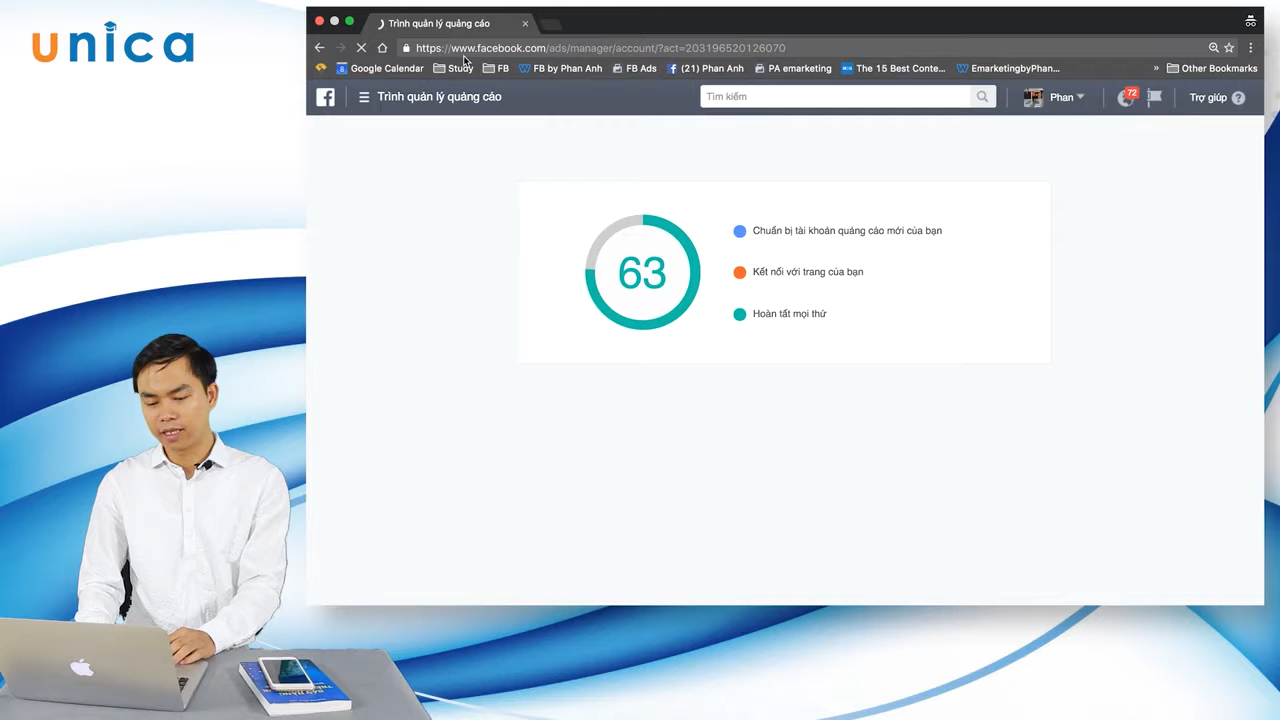 unica
Trình quản lý quảng cáo
https://www.facebook.com/ads/manager/account/?act=203196520126070
Google Calendar Study FB FB by Phan Anh FB Ads (21) Phan Anh PA emarketing The 15 Best Conte... EmarketingbyPhan... » Other Bookmarks
Trình quản lý quảng cáo Tìm kiếm Phan 72 Trợ giúp ?
63
Chuẩn bị tài khoản quảng cáo mới của bạn
Kết nối với trang của bạn
Hoàn tất mọi thứ